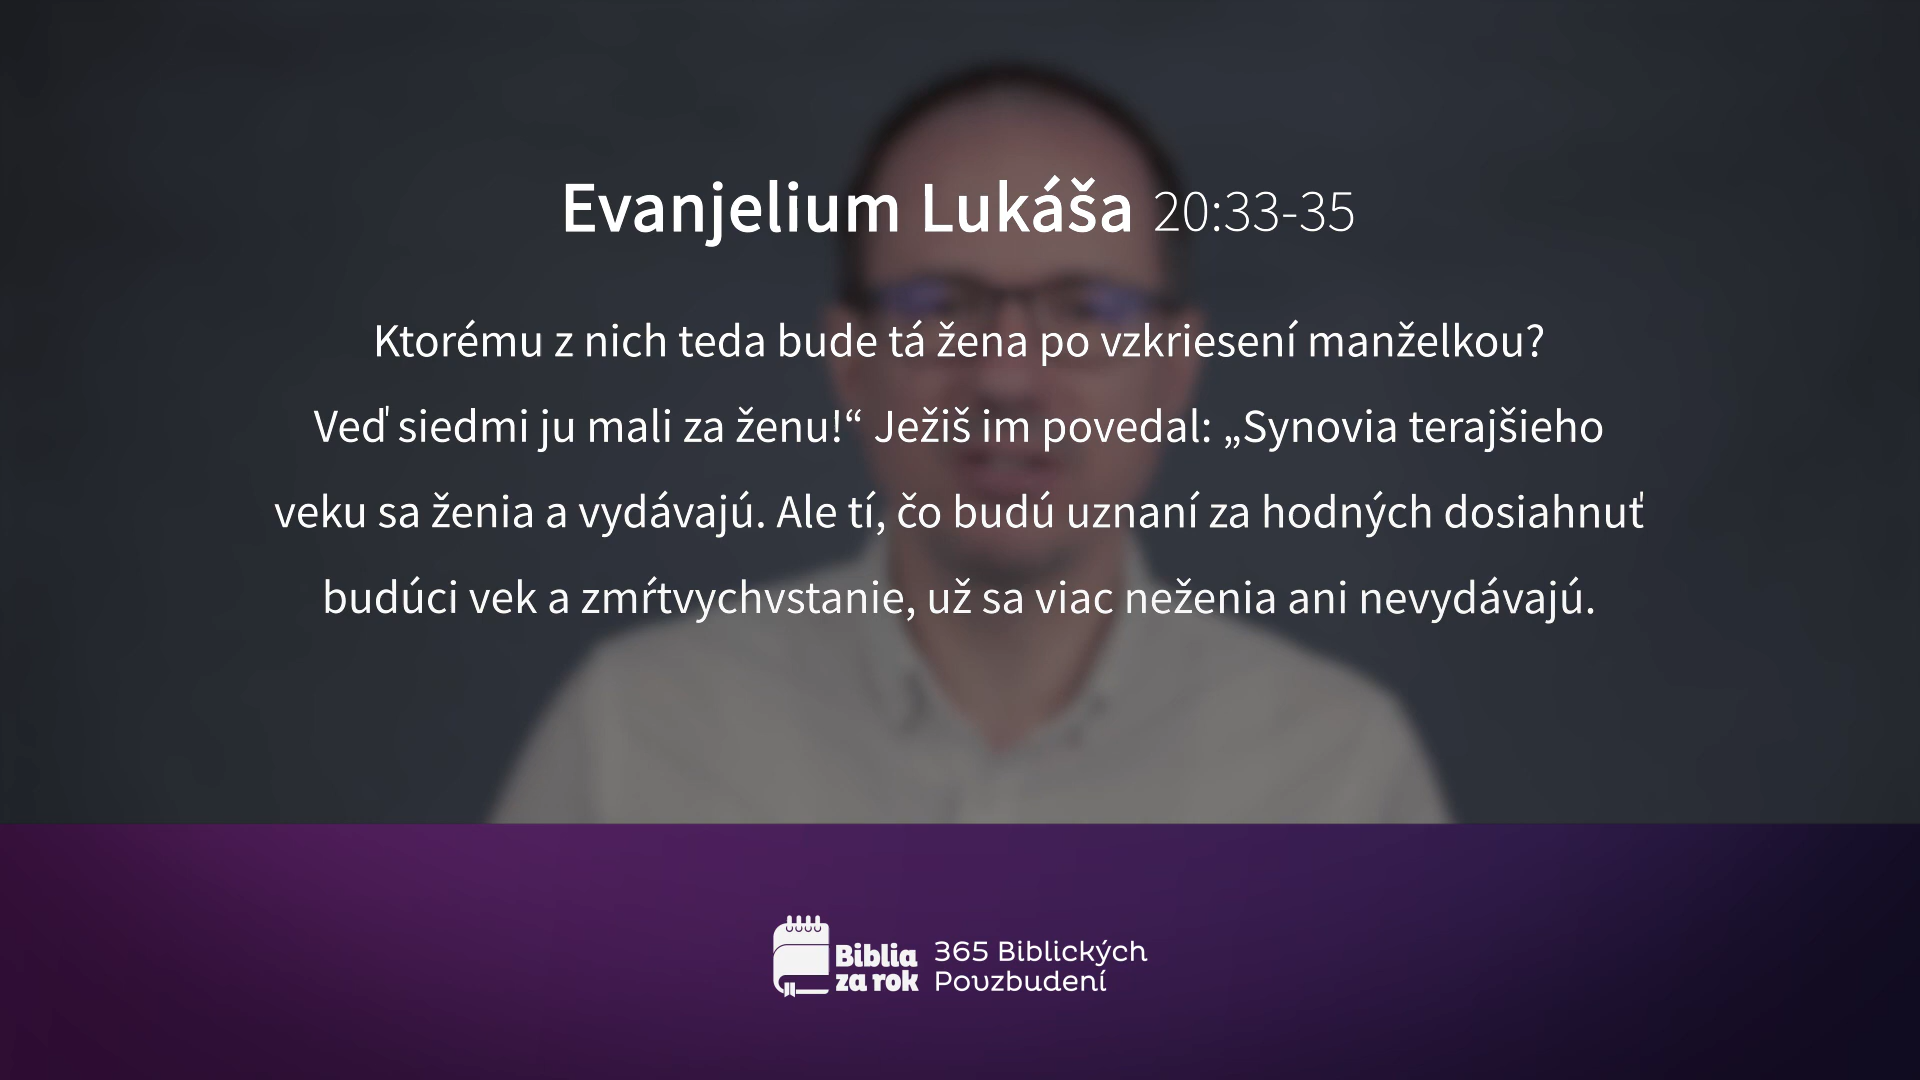 Evanjelium Lukáša 20:33-35
Ktorému z nich teda bude tá žena po vzkriesení manželkou?
Veď siedmi ju mali za ženu!“ Ježiš im povedal: „Synovia terajšieho
veku sa ženia a vydávajú. Ale tí, čo budú uznaní za hodných dosiahnuť
budúci vek a zmŕtvychvstanie, už sa viac neženia ani nevydávajú.
Biblia
za rok
365 Biblických
Povzbudení